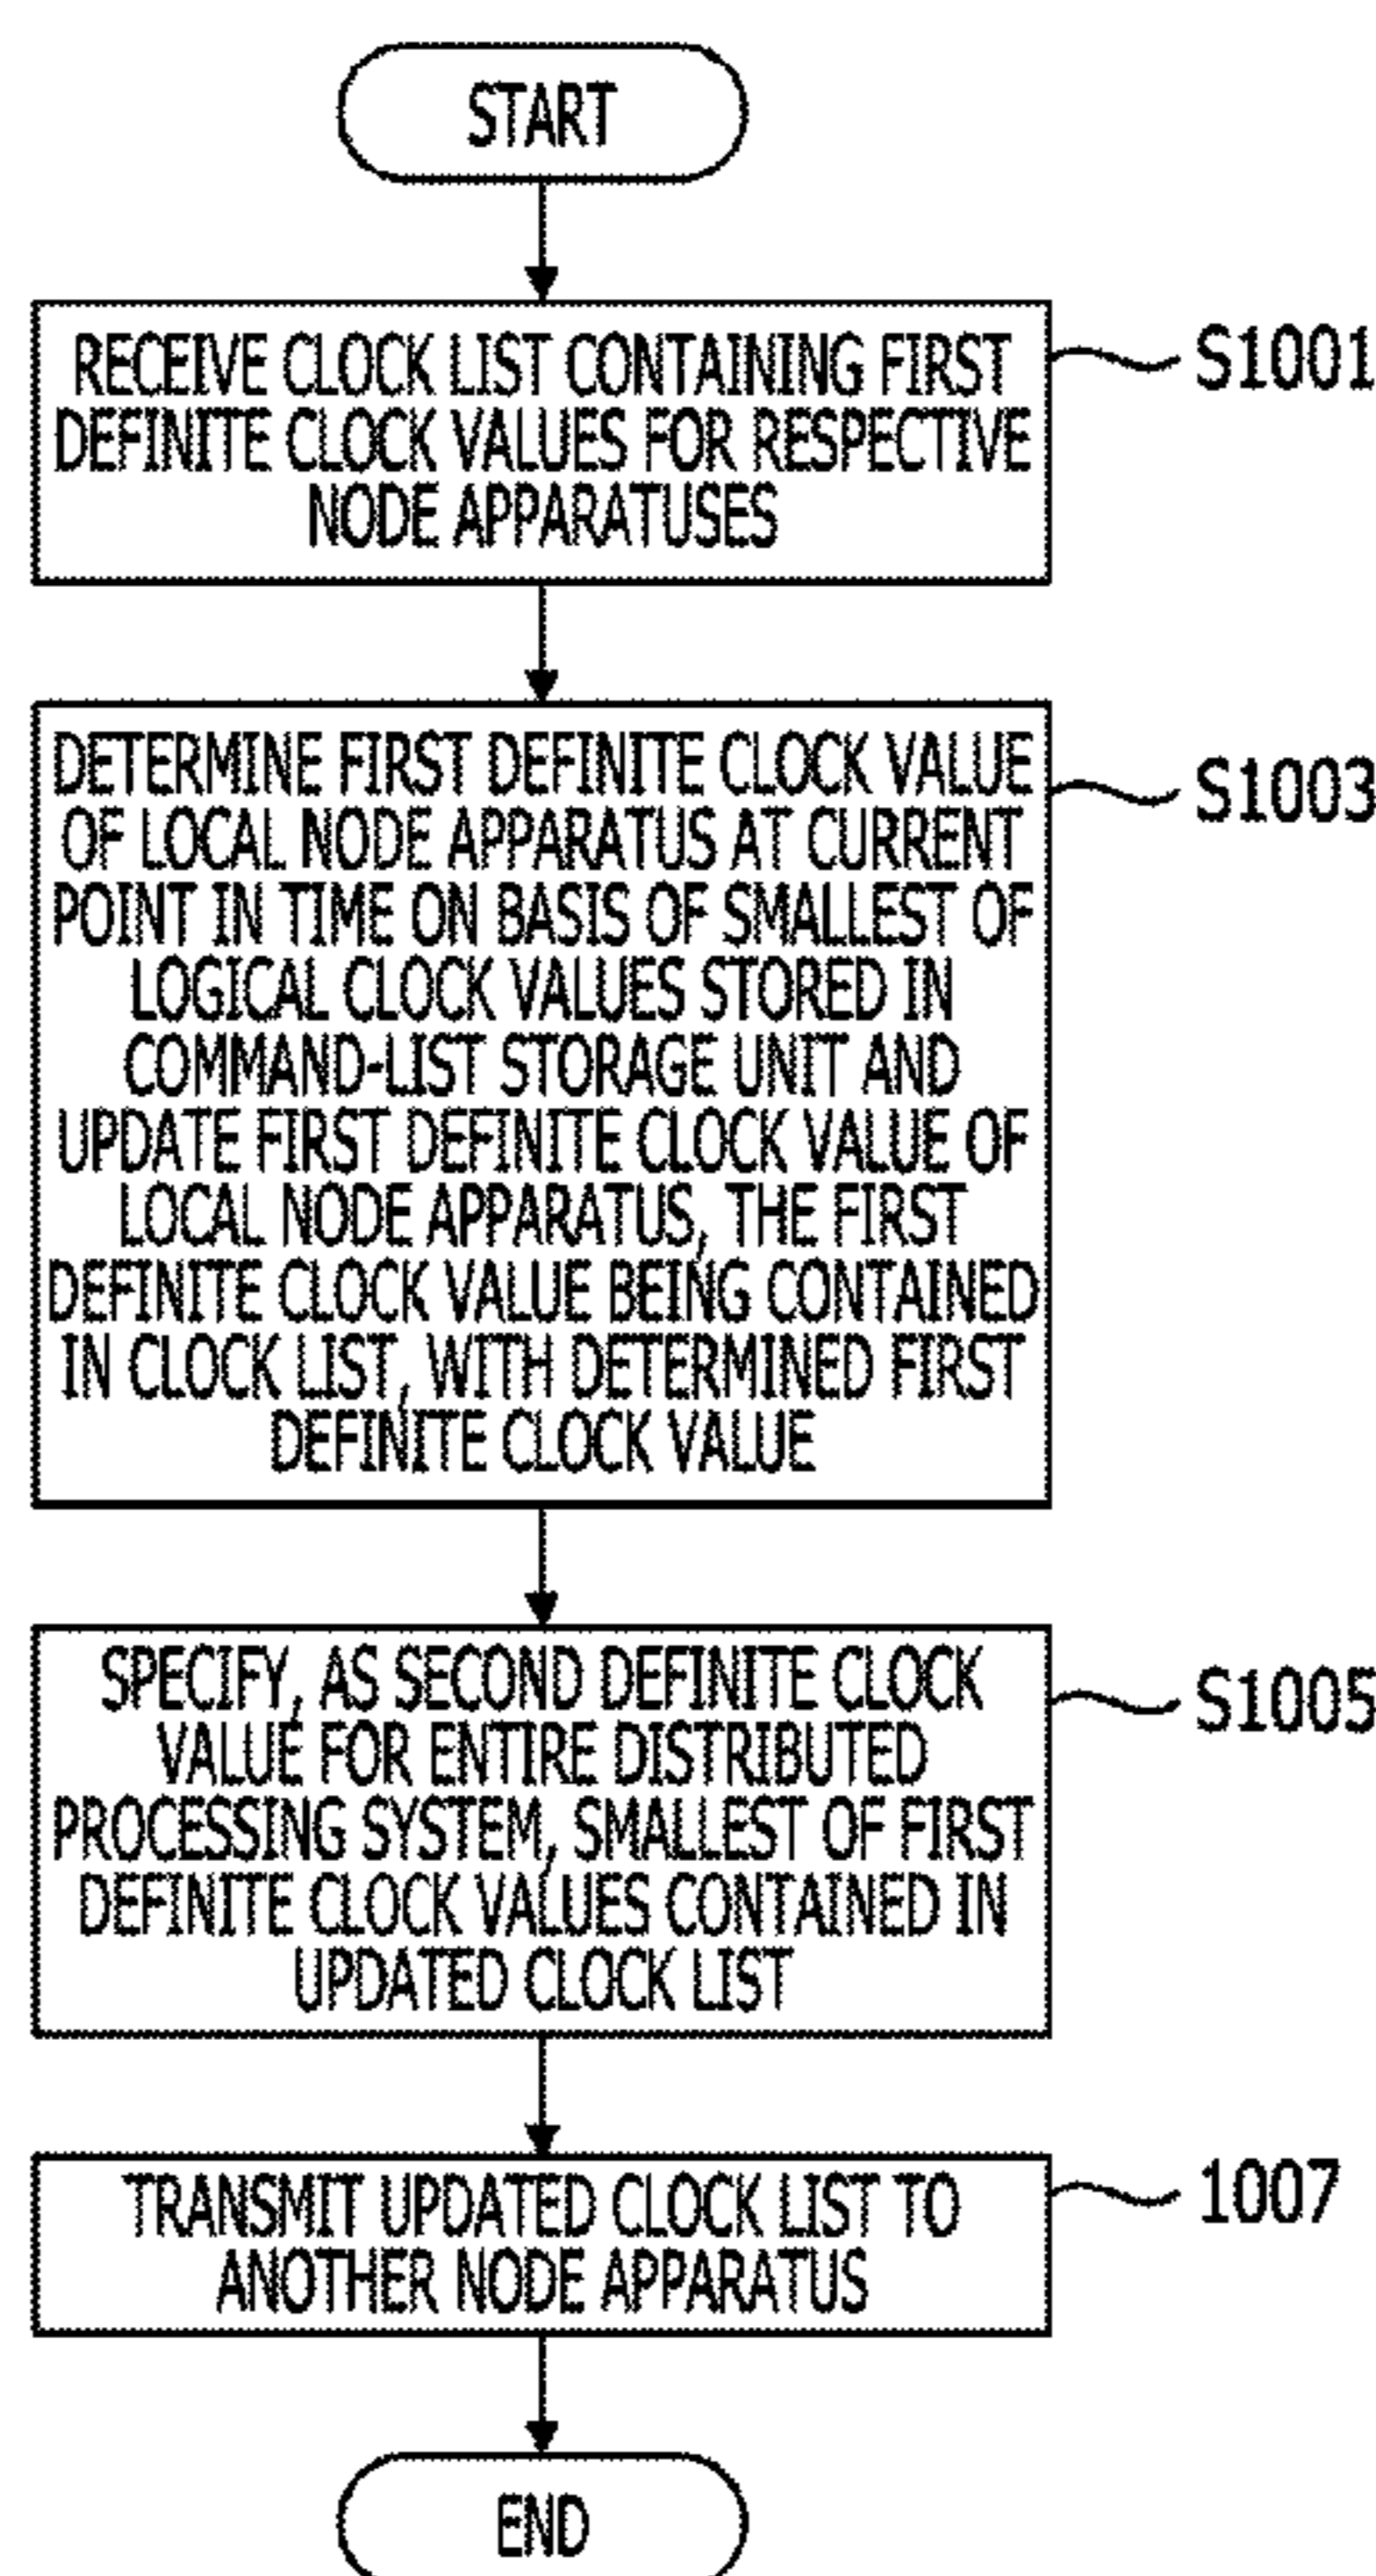 START
RECEIVE CLOCK LIST CONTAINING FIRST
DEFINITE CLOCK VALUES FOR RESPECTIVE
NODE APPARATUSES
S1001
DETERMINE FIRST DEFINITE CLOCK VALUE
OF LOCAL NODE APPARATUS AT CURRENT
POINT IN TIME ON BASIS OF SMALLEST OF
LOGICAL CLOCK VALUES STORED IN
COMMAND-LIST STORAGE UNIT AND
UPDATE FIRST DEFINITE CLOCK VALUE OF
LOCAL NODE APPARATUS, THE FIRST
DEFINITE CLOCK VALUE BEING CONTAINED
IN CLOCK LIST, WITH DETERMINED FIRST
DEFINITE CLOCK VALUE
S1003
SPECIFY, AS SECOND DEFINITE CLOCK
VALUE FOR ENTIRE DISTRIBUTED
PROCESSING SYSTEM, SMALLEST OF FIRST
DEFINITE CLOCK VALUES CONTAINED IN
UPDATED CLOCK LIST
S1005
TRANSMIT UPDATED CLOCK LIST TO
ANOTHER NODE APPARATUS
1007
END